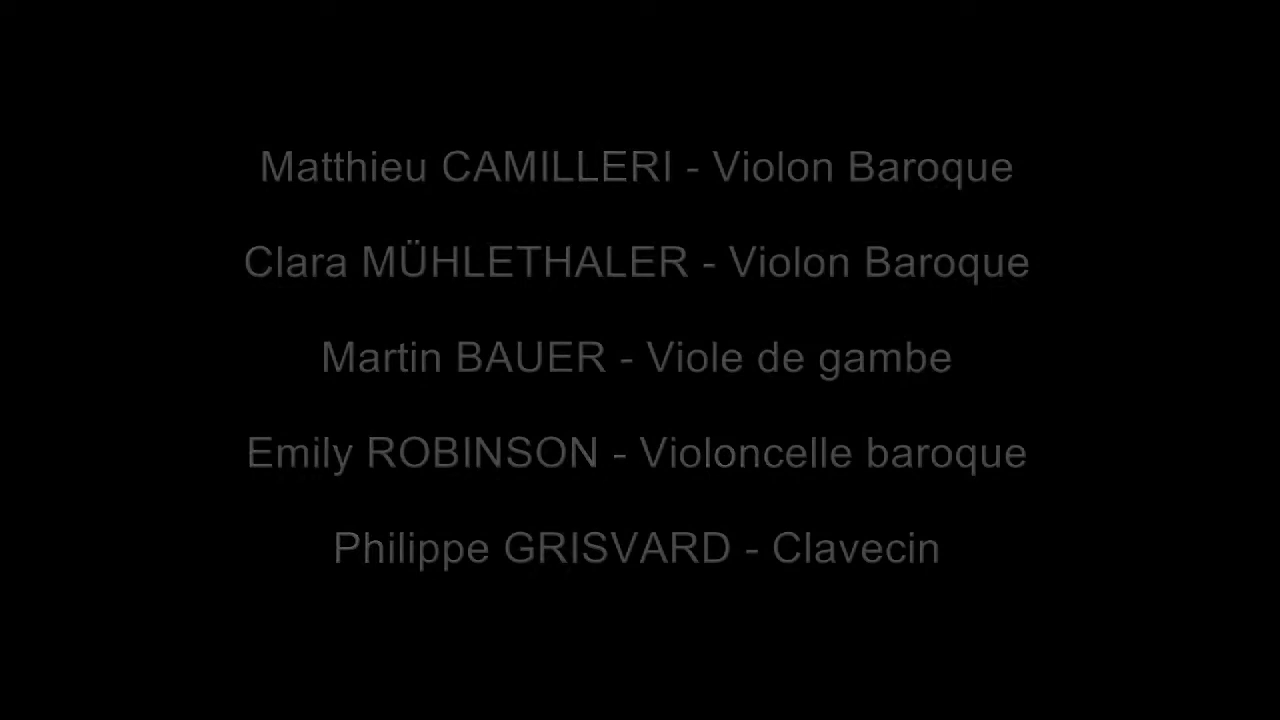 Matthieu CAMILLERI - Violon Baroque
Clara MÜHLETHALER - Violon Baroque
Martin BAUER - Viole de gambe
Emily ROBINSON - Violoncelle baroque
Philippe GRISVARD - Clavecin